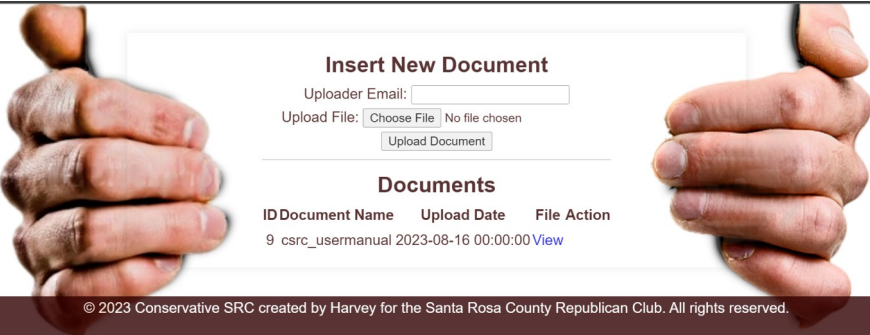 Insert New Document
Uploader Email:
Upload File: Choose File No file chosen
Upload Document
Documents
ID Document Name Upload Date File Action
9 csrc_usermanual 2023-08-16 00:00:00 View
© 2023 Conservative SRC created by Harvey for the Santa Rosa County Republican Club. All rights reserved.